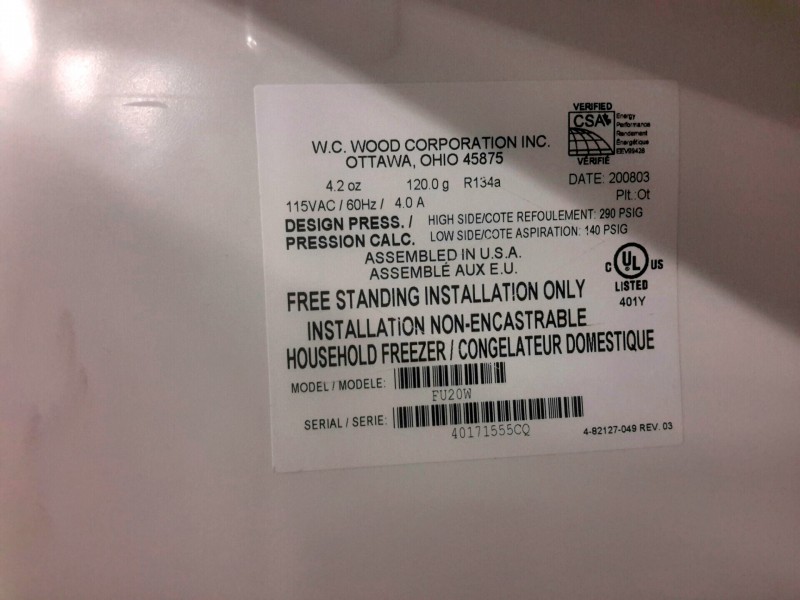 VERIFIED
CSA
Energy
Performance
Rendement
Énergétique
EEV99428
VÉRIFIÉ
W.C. WOOD CORPORATION INC.
OTTAWA, OHIO 45875
4.2 oz 120.0 g R134a
DATE: 200803
115VAC / 60Hz / 4.0 A
Plt.:Ot
DESIGN PRESS. / HIGH SIDE/COTE REFOULEMENT: 290 PSIG
PRESSION CALC. LOW SIDE/COTE ASPIRATION: 140 PSIG
ASSEMBLED IN U.S.A.
ASSEMBLÉ AUX E.U.
C UL US
LISTED
401Y
FREE STANDING INSTALLATION ONLY
INSTALLATION NON-ENCASTRABLE
HOUSEHOLD FREEZER / CONGELATEUR DOMESTIQUE
MODEL / MODELE:
FU20W
SERIAL / SERIE:
40171555CQ
4-82127-049 REV. 03